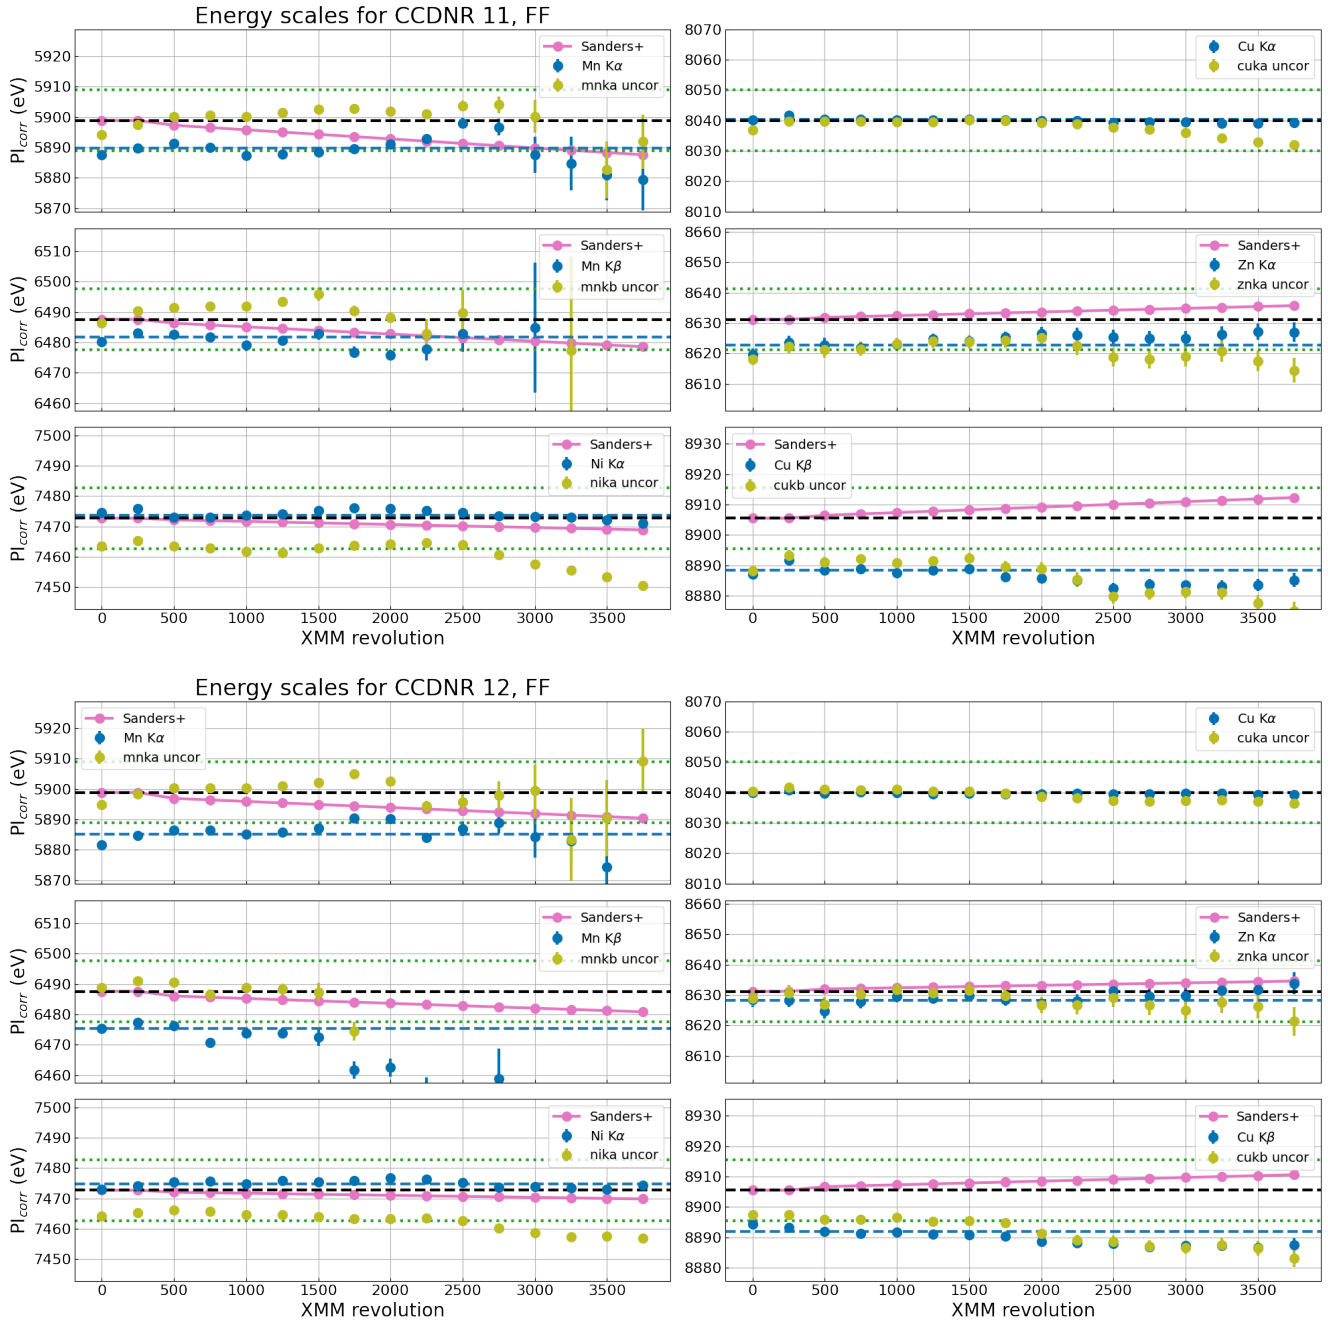 Energy scales for CCDNR 11, FF
5920
5910
5900
5890
5880
5870
PIcorr (eV)
Sanders+
Mn Kα
mnka uncor
8070
8060
8050
8040
8030
8020
8010
Cu Kα
cuka uncor
6510
6500
6490
6480
6470
6460
PIcorr (eV)
Sanders+
Mn Kβ
mnkb uncor
8660
8650
8640
8630
8620
8610
Sanders+
Zn Kα
znka uncor
7500
7490
7480
7470
7460
7450
PIcorr (eV)
Sanders+
Ni Kα
nika uncor
0 500 1000 1500 2000 2500 3000 3500
XMM revolution
8930
8920
8910
8900
8890
8880
Sanders+
Cu Kβ
cukb uncor
0 500 1000 1500 2000 2500 3000 3500
XMM revolution
Energy scales for CCDNR 12, FF
5920
5910
5900
5890
5880
5870
PIcorr (eV)
Sanders+
Mn Kα
mnka uncor
8070
8060
8050
8040
8030
8020
8010
Cu Kα
cuka uncor
6510
6500
6490
6480
6470
6460
PIcorr (eV)
Sanders+
Mn Kβ
mnkb uncor
8660
8650
8640
8630
8620
8610
Sanders+
Zn Kα
znka uncor
7500
7490
7480
7470
7460
7450
PIcorr (eV)
Sanders+
Ni Kα
nika uncor
0 500 1000 1500 2000 2500 3000 3500
XMM revolution
8930
8920
8910
8900
8890
8880
Sanders+
Cu Kβ
cukb uncor
0 500 1000 1500 2000 2500 3000 3500
XMM revolution